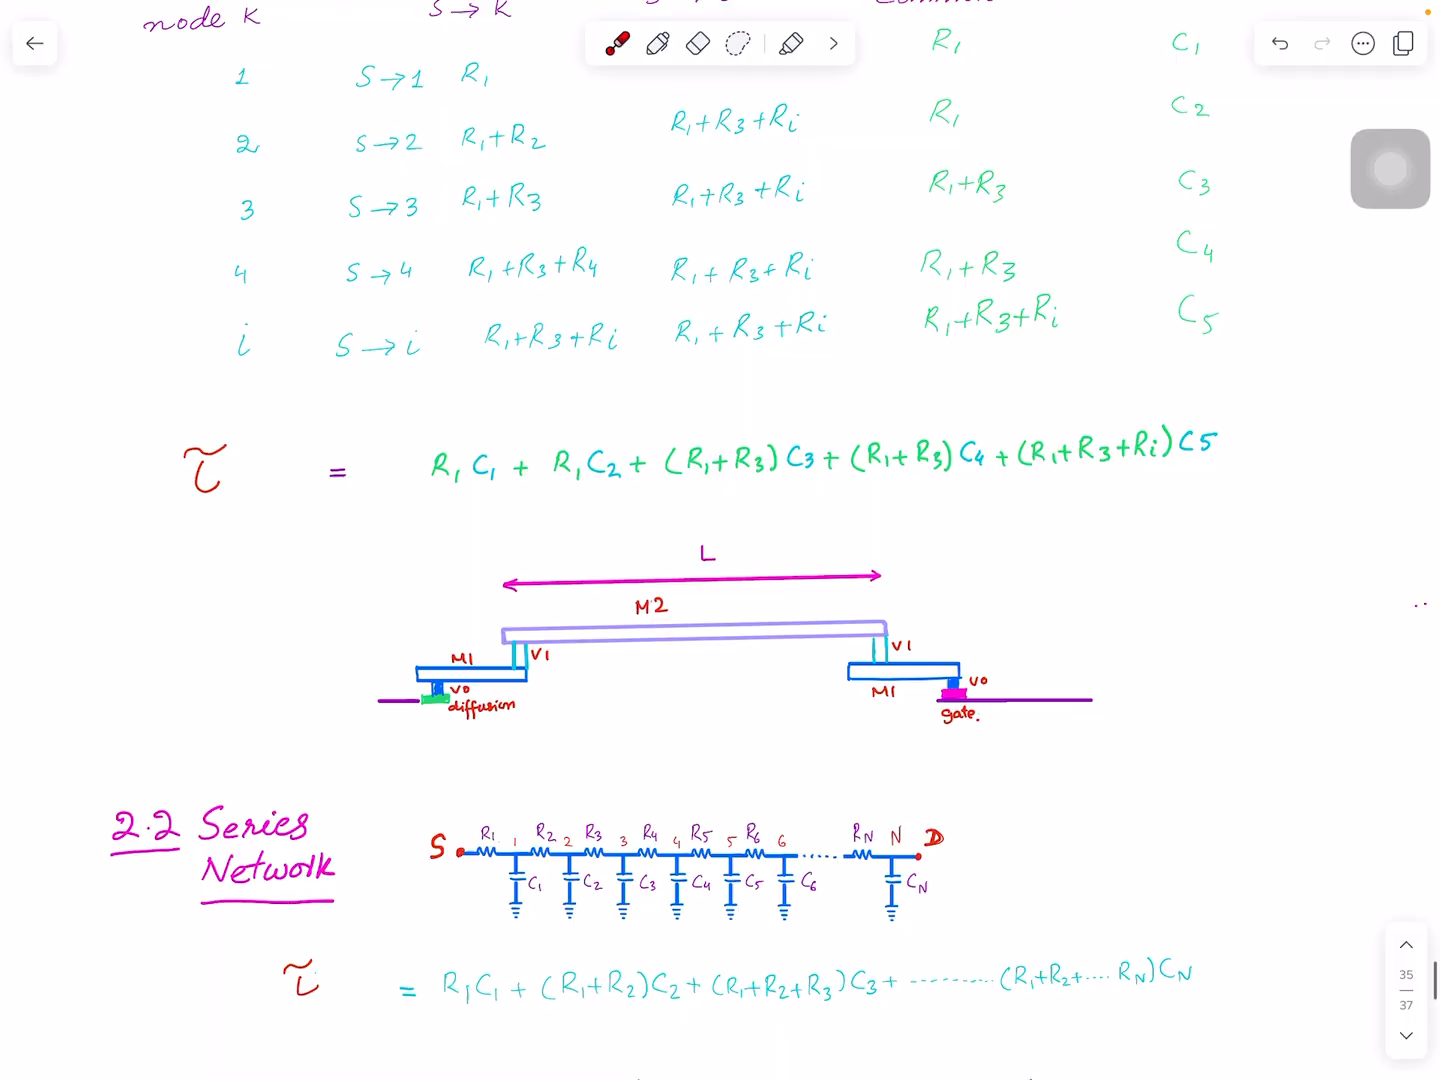 node K S → K
R1 C1
1 S → 1 R1
2 S → 2 R1+R2 R1+R3+Ri R1 C2
3 S → 3 R1+R3 R1+R3+Ri R1+R3 C3
4 S → 4 R1+R3+R4 R1+R3+Ri R1+R3 C4
i S → i R1+R3+Ri R1+R3+Ri R1+R3+Ri C5
τ = R1C1 + R1C2 + (R1+R3)C3 + (R1+R3)C4 + (R1+R3+Ri)C5
L
M2
M1 V1 V1
V0 M1 V0
diffusion gate.
2.2 Series Network
S R1 1 R2 2 R3 3 R4 4 R5 5 R6 6 ...... RN N D
C1 C2 C3 C4 C5 C6 CN
τi = R1C1 + (R1+R2)C2 + (R1+R2+R3)C3 + .......... (R1+R2+.... RN)CN
35
37